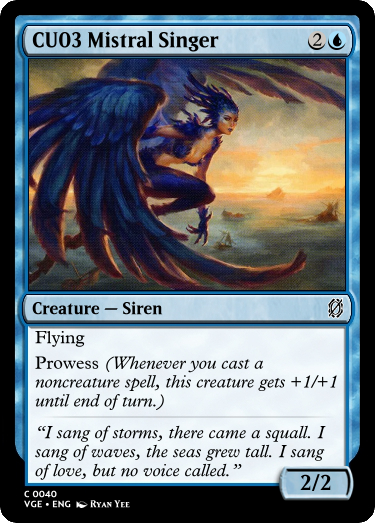 CU03 Mistral Singer 2
Creature — Siren
Flying
Prowess (Whenever you cast a
noncreature spell, this creature gets +1/+1
until end of turn.)
“I sang of storms, there came a squall. I
sang of waves, the seas grew tall. I sang
of love, but no voice called.”
2/2
C 0040
VGE • ENG Ryan Yee